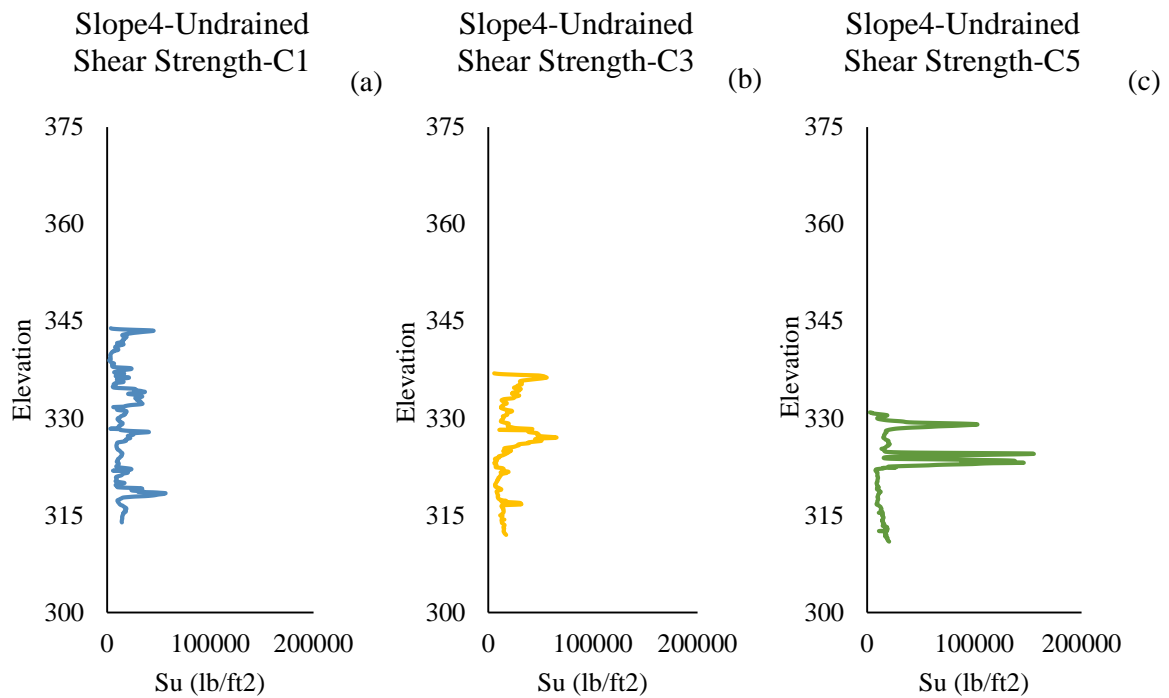 Slope4-Undrained
Shear Strength-C1
(a)
375
360
345
330
315
300
Elevation
0
100000
200000
Su (lb/ft2)
Slope4-Undrained
Shear Strength-C3
(b)
375
360
345
330
315
300
Elevation
0
100000
200000
Su (lb/ft2)
Slope4-Undrained
Shear Strength-C5
(c)
375
360
345
330
315
300
Elevation
0
100000
200000
Su (lb/ft2)